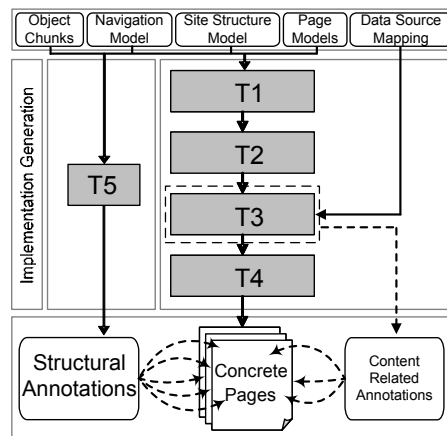 Object
Chunks
Navigation
Model
Site Structure
Model
Page
Models
Data Source
Mapping
Implementation Generation
T1
T2
T5
T3
T4
Structural
Annotations
Concrete
Pages
Content
Related
Annotations